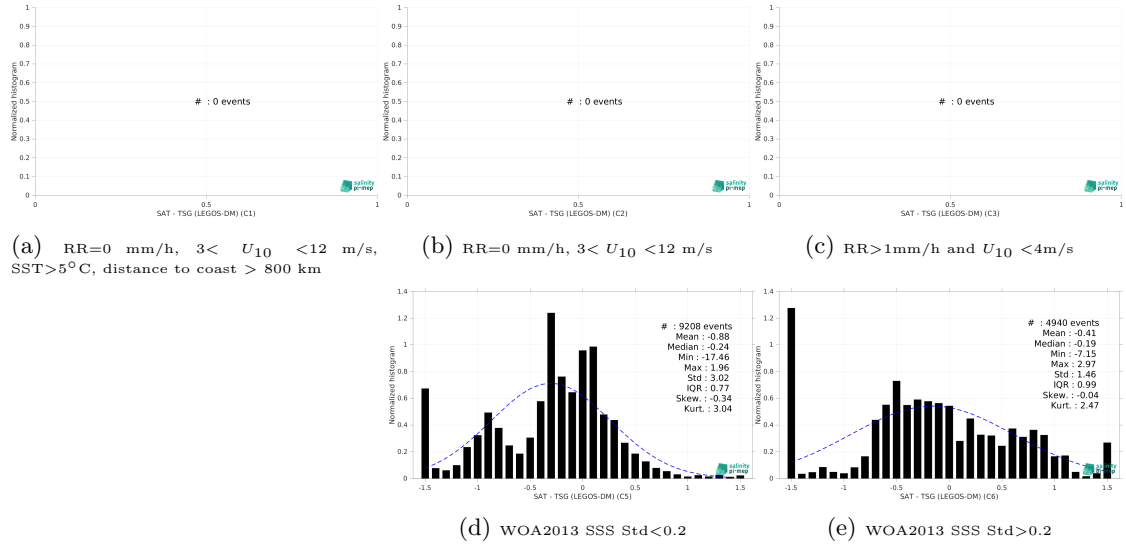 Normalized histogram
1
0.9
0.8
0.7
0.6
0.5
0.4
0.3
0.2
0.1
0
# : 0 events
salinity
pi-mep
0 0.5 1
SAT - TSG (LEGOS-DM) (C1)
(a) RR=0 mm/h, 3< U10 <12 m/s,
SST>5°C, distance to coast > 800 km
Normalized histogram
1
0.9
0.8
0.7
0.6
0.5
0.4
0.3
0.2
0.1
0
# : 0 events
salinity
pi-mep
0 0.5 1
SAT - TSG (LEGOS-DM) (C2)
(b) RR=0 mm/h, 3< U10 <12 m/s
Normalized histogram
1
0.9
0.8
0.7
0.6
0.5
0.4
0.3
0.2
0.1
0
# : 0 events
salinity
pi-mep
0 0.5 1
SAT - TSG (LEGOS-DM) (C3)
(c) RR>1mm/h and U10 <4m/s
Normalized histogram
1.4
1.2
1
0.8
0.6
0.4
0.2
0
# : 9208 events
Mean : -0.88
Median : -0.24
Min : -17.46
Max : 1.96
Std : 3.02
IQR : 0.77
Skew. : -0.34
Kurt. : 3.04
salinity
pi-mep
-1.5 -1 -0.5 0 0.5 1 1.5
SAT - TSG (LEGOS-DM) (C5)
(d) WOA2013 SSS Std<0.2
Normalized histogram
1.4
1.2
1
0.8
0.6
0.4
0.2
0
# : 4940 events
Mean : -0.41
Median : -0.19
Min : -7.15
Max : 2.97
Std : 1.46
IQR : 0.99
Skew. : -0.04
Kurt. : 2.47
salinity
pi-mep
-1.5 -1 -0.5 0 0.5 1 1.5
SAT - TSG (LEGOS-DM) (C6)
(e) WOA2013 SSS Std>0.2